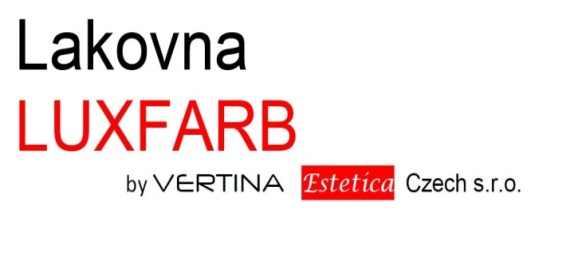 Lakovna
LUXFARB
by VERTINA Estetica Czech s.r.o.